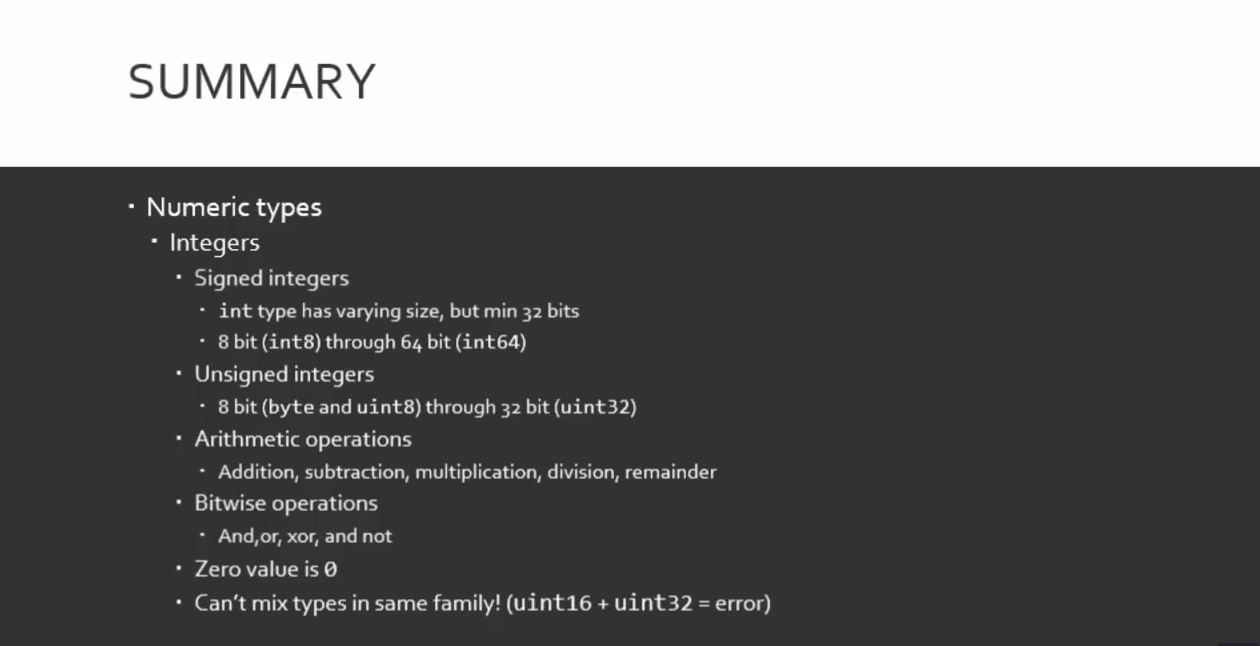 SUMMARY
▪ Numeric types
▪ Integers
▪ Signed integers
▪ int type has varying size, but min 32 bits
▪ 8 bit (int8) through 64 bit (int64)
▪ Unsigned integers
▪ 8 bit (byte and uint8) through 32 bit (uint32)
▪ Arithmetic operations
▪ Addition, subtraction, multiplication, division, remainder
▪ Bitwise operations
▪ And,or, xor, and not
▪ Zero value is 0
▪ Can't mix types in same family! (uint16 + uint32 = error)